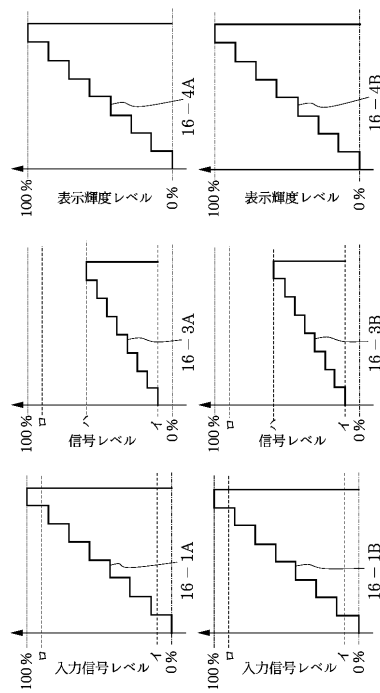 100%
ロ
入力信号レベル
イ
0%
16-1A
100%
ロ
信号レベル
ハ
イ
0%
16-3A
100%
表示輝度レベル
0%
16-4A
100%
ロ
入力信号レベル
イ
0%
16-1B
100%
ロ
信号レベル
ハ
イ
0%
16-3B
100%
表示輝度レベル
0%
16-4B